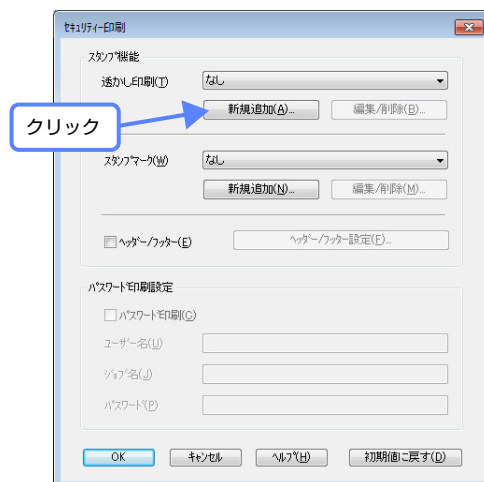 セキュリティー印刷
スタンプ機能
透かし印刷(T) なし
新規追加(A)... 編集/削除(B)...
クリック
スタンプマーク(W) なし
新規追加(N)... 編集/削除(M)...
ヘッダー/フッター(E) ヘッダー/フッター設定(F)...
パスワード印刷設定
パスワード印刷(C)
ユーザー名(U)
ジョブ名(J)
パスワード(P)
OK キャンセル ヘルプ(H) 初期値に戻す(D)